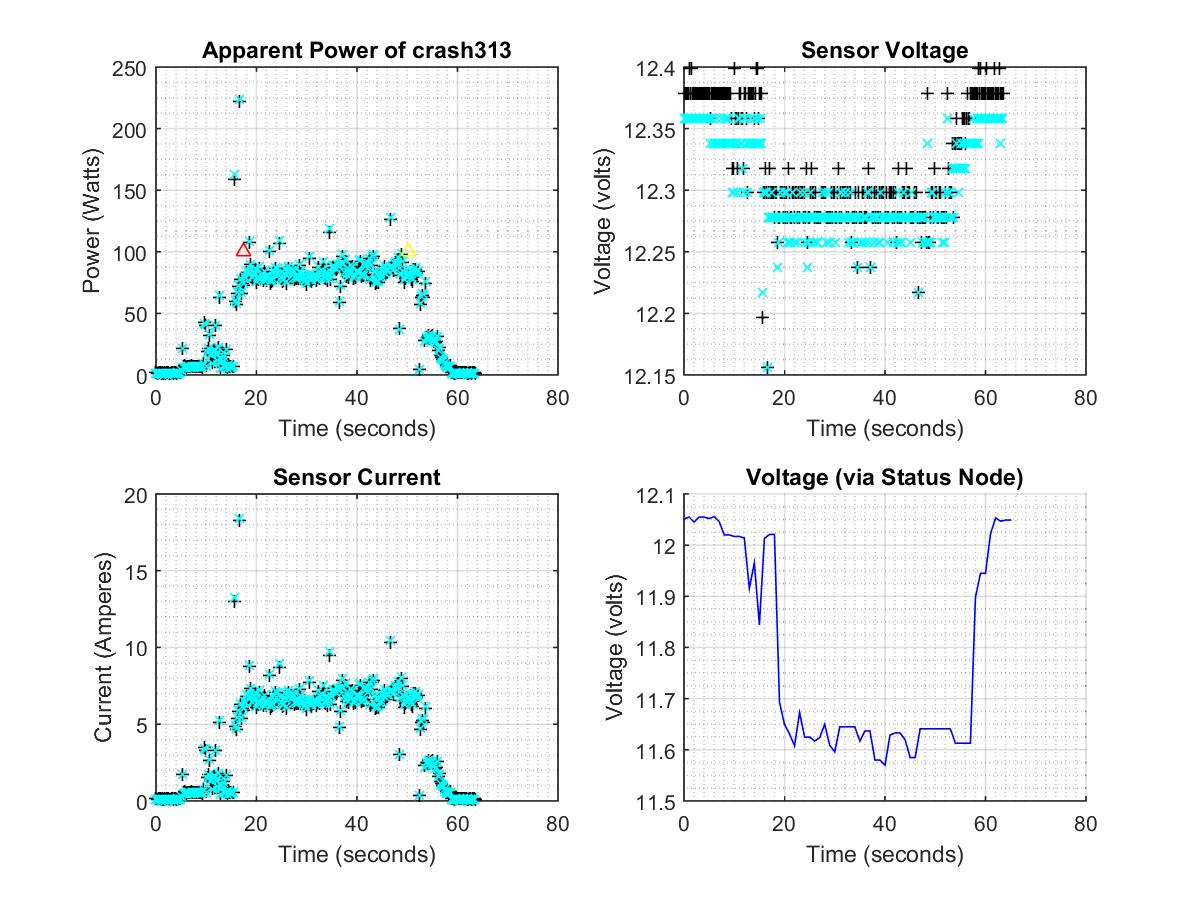 Apparent Power of crash313
250
200
150
100
50
0
0 20 40 60 80
Power (Watts)
Time (seconds)
Sensor Voltage
12.4
12.35
12.3
12.25
12.2
12.15
0 20 40 60 80
Voltage (volts)
Time (seconds)
Sensor Current
20
15
10
5
0
0 20 40 60 80
Current (Amperes)
Time (seconds)
Voltage (via Status Node)
12.1
12
11.9
11.8
11.7
11.6
11.5
0 20 40 60 80
Voltage (volts)
Time (seconds)